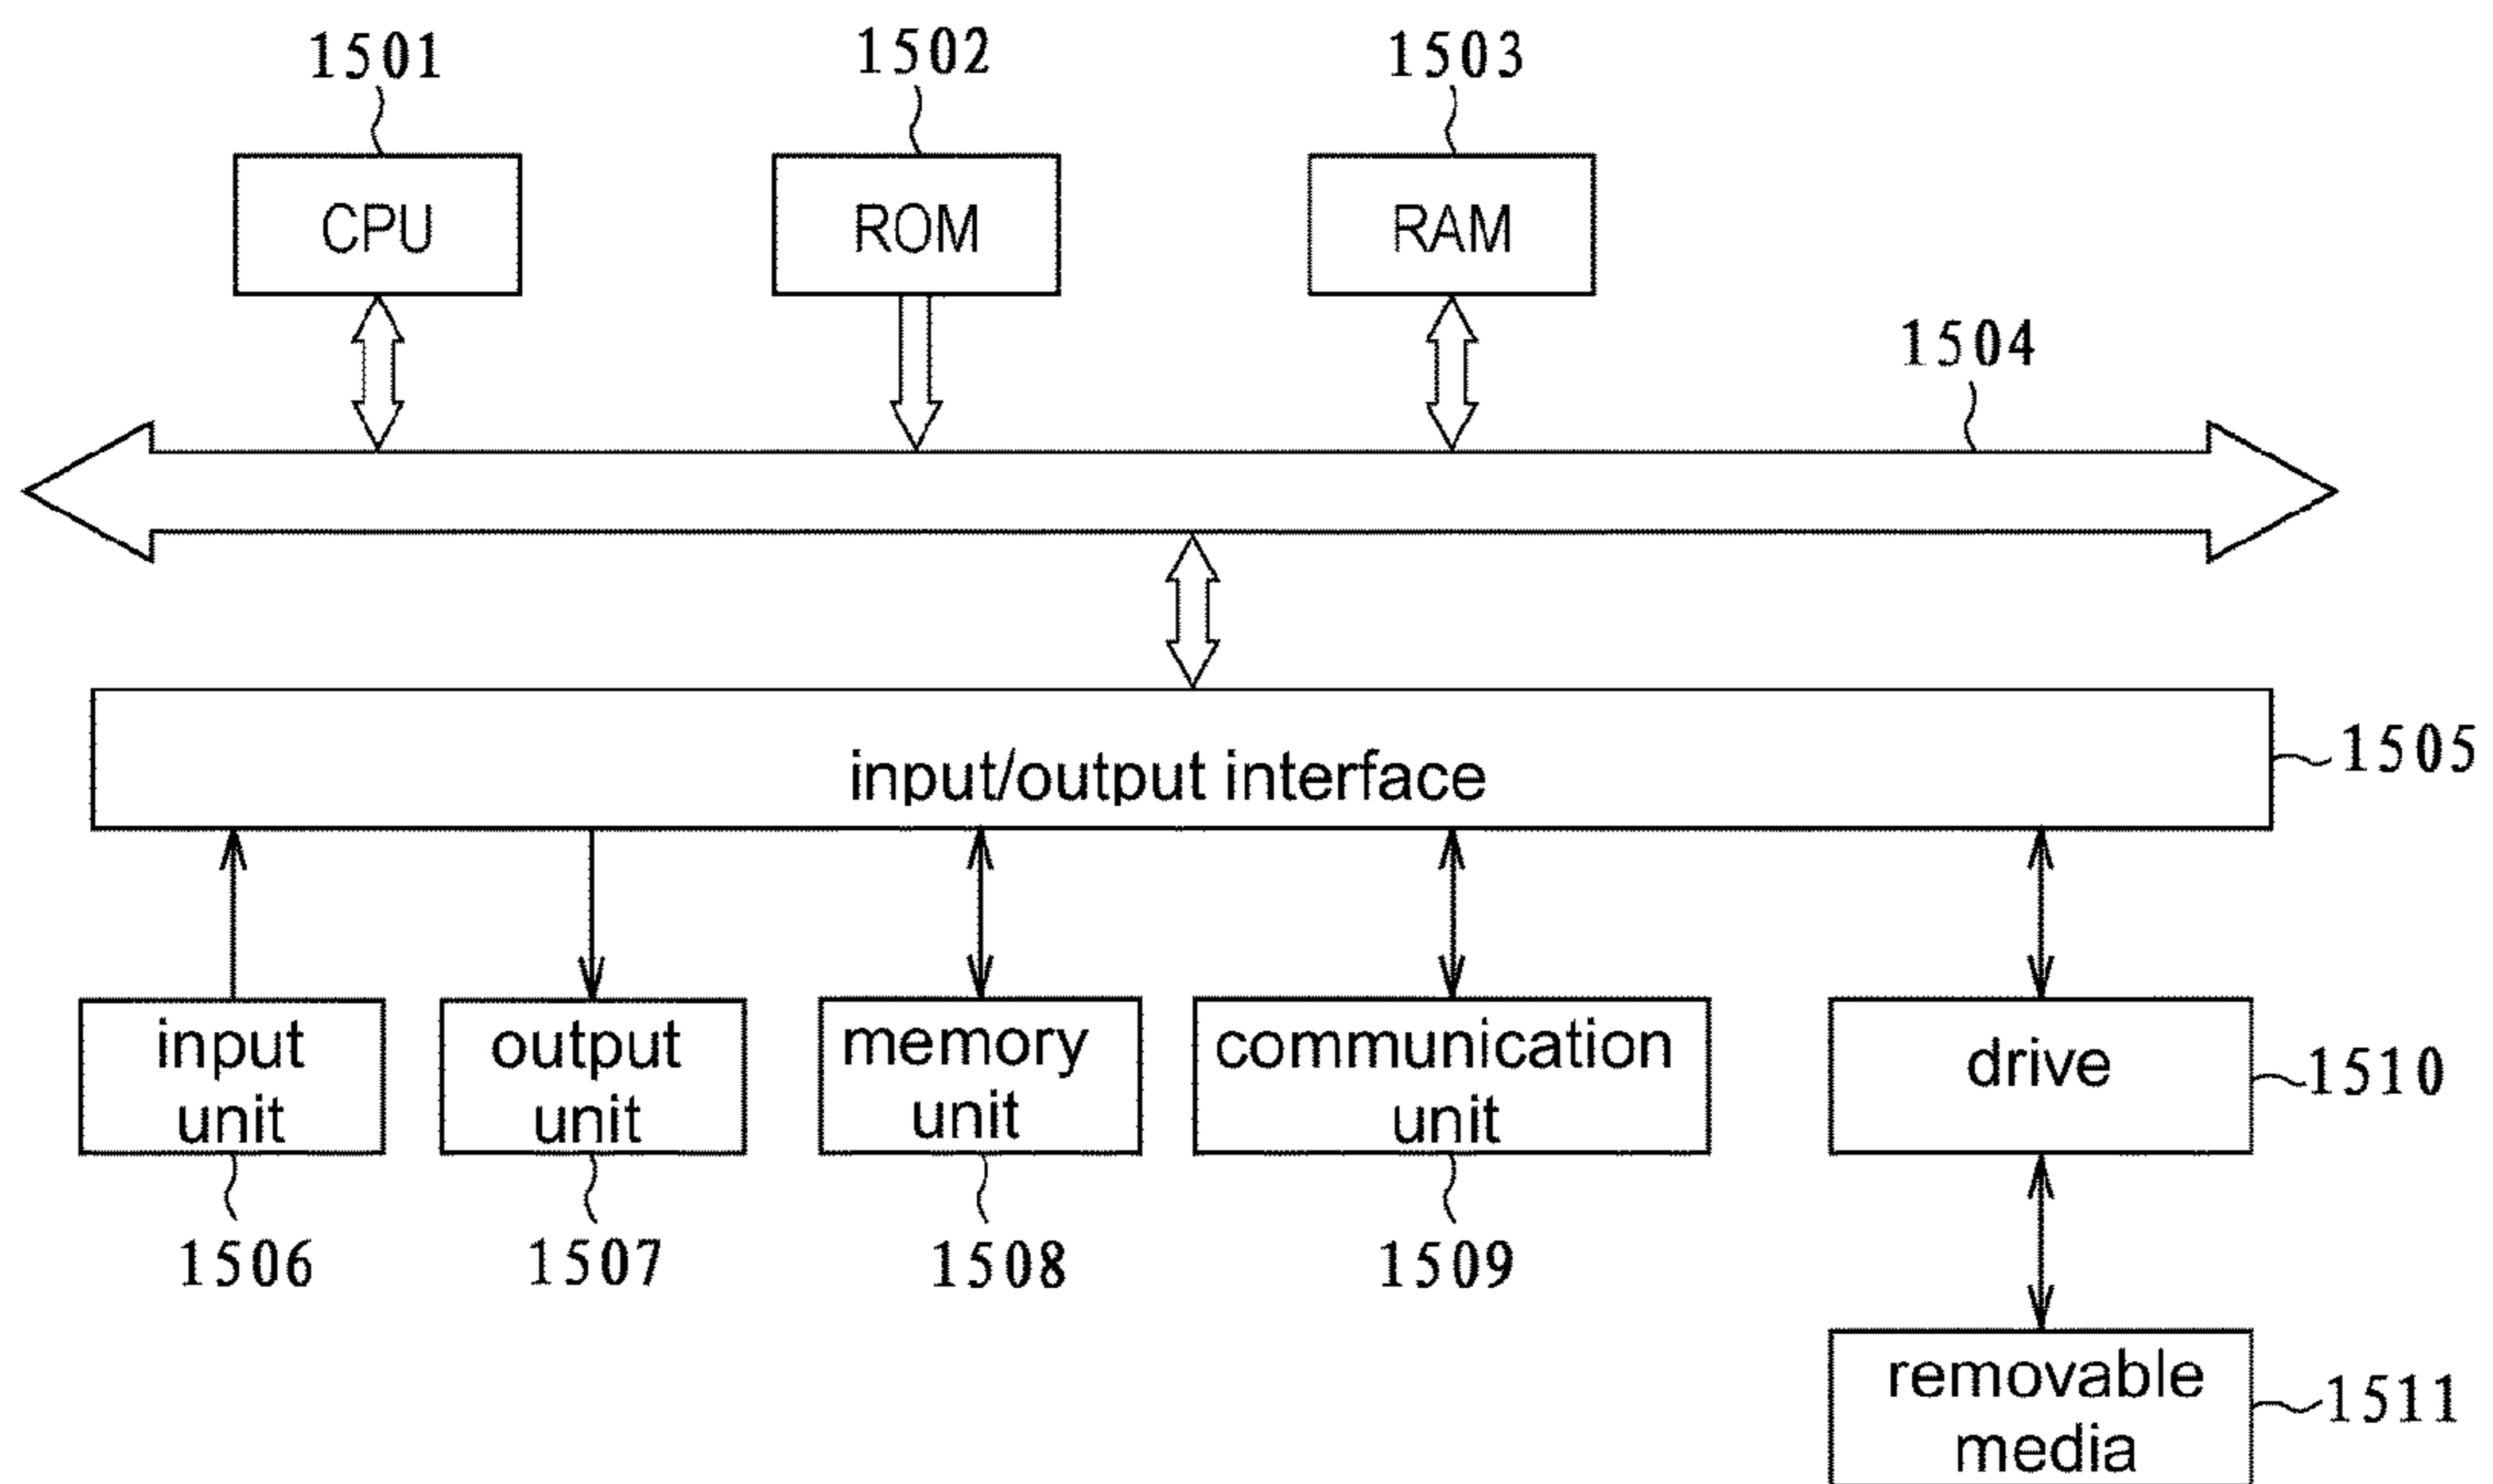 1501
1502
1503
CPU
ROM
RAM
1504
input/output interface
1505
input
unit
output
unit
memory
unit
communication
unit
drive
1510
1506
1507
1508
1509
removable
media
1511